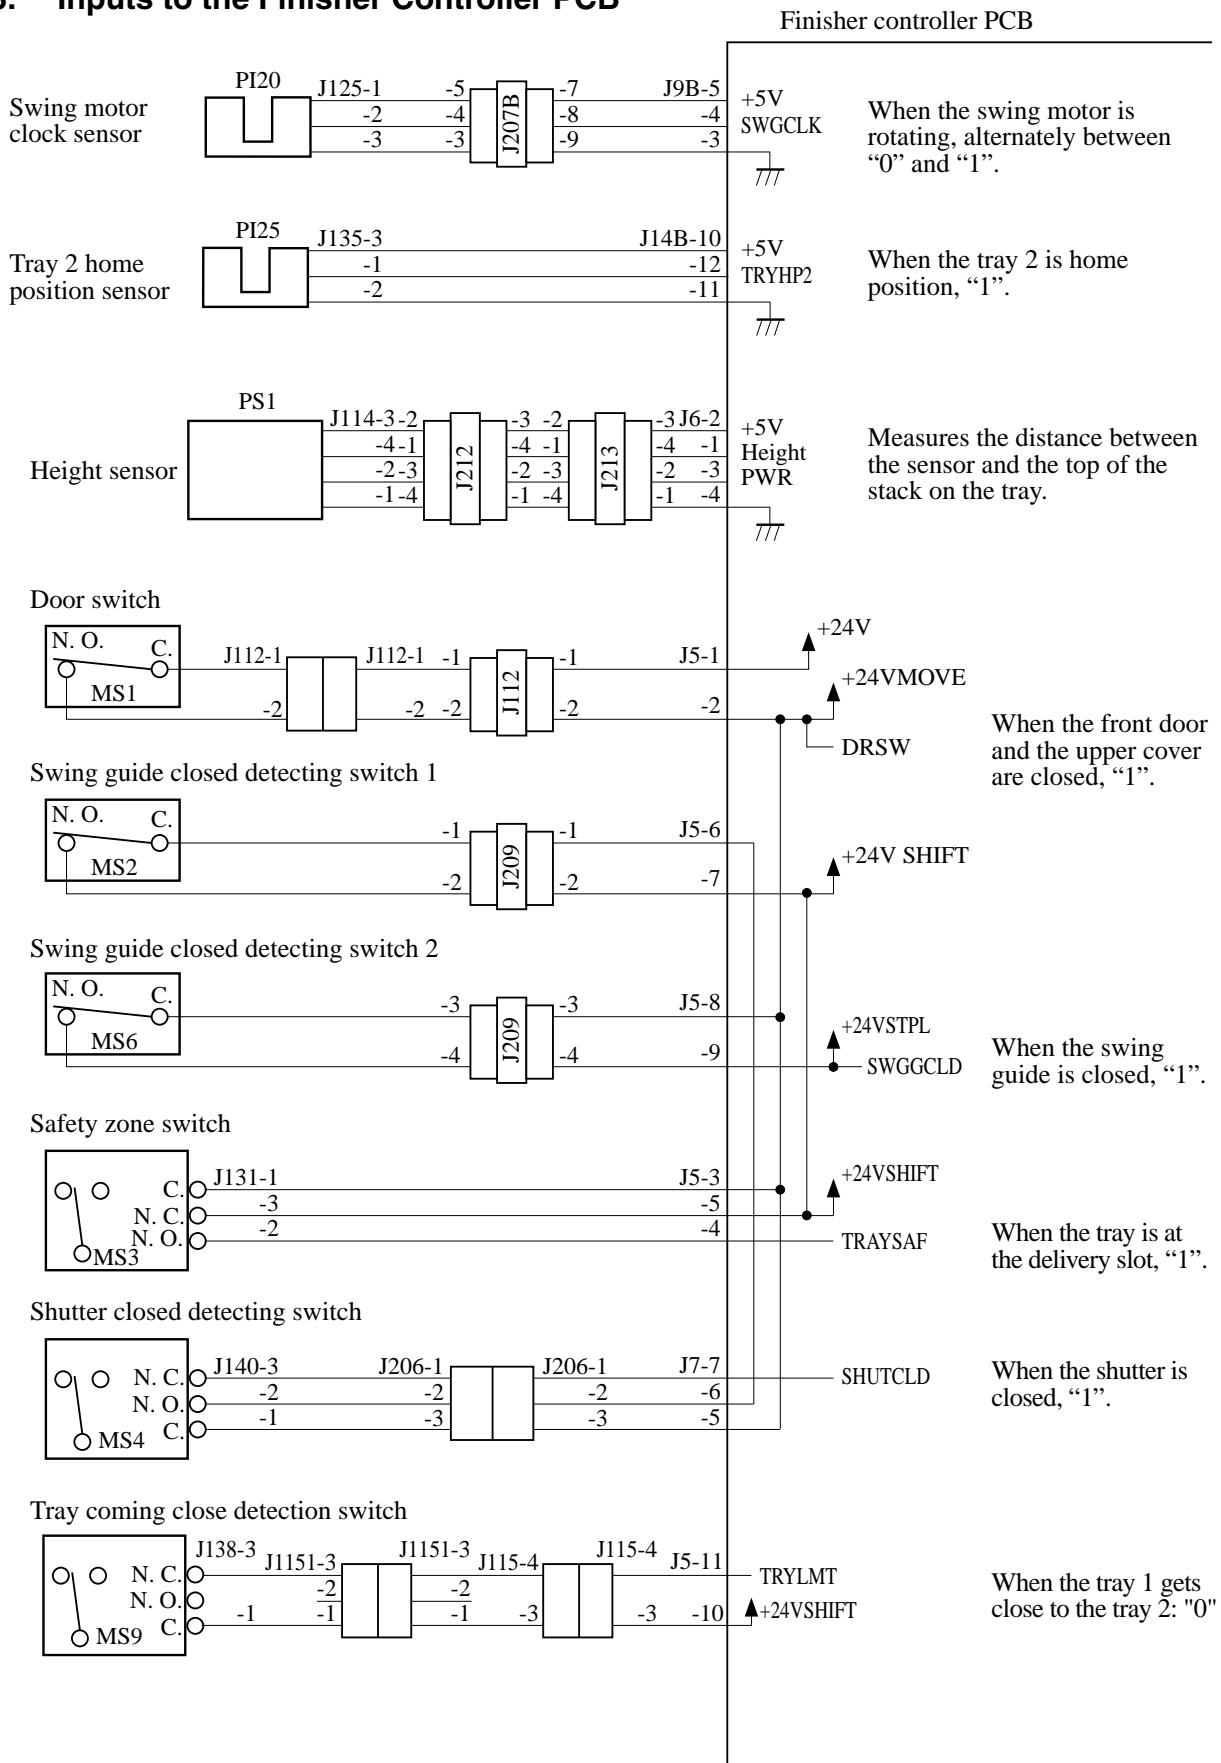 Inputs to the Finisher Controller PCB
Finisher controller PCB
Swing motor
clock sensor
PI20
J125-1
-2
-3
-5
-4
-3
J207B
-7
-8
-9
J9B-5
-4
-3
+5V
SWGCLK
When the swing motor is
rotating, alternately between
“0” and “1”.
Tray 2 home
position sensor
PI25
J135-3
-1
-2
J14B-10
-12
-11
+5V
TRYHP2
When the tray 2 is home
position, “1”.
Height sensor
PS1
J114-3 -2
-4 -1
-2 -3
-1 -4
J212
-3 -2
-4 -1
-2 -3
-1 -4
J213
-3 J6-2
-4 -1
-2 -3
-1 -4
+5V
Height
PWR
Measures the distance between
the sensor and the top of the
stack on the tray.
Door switch
N. O. C.
MS1
J112-1
-2
J112-1 -1
-2 -2
J112
-1
-2
J5-1
-2
+24V
+24VMOVE
DRSW
When the front door
and the upper cover
are closed, “1”.
Swing guide closed detecting switch 1
N. O. C.
MS2
-1
-2
J209
-1
-2
J5-6
-7
+24V SHIFT
Swing guide closed detecting switch 2
N. O. C.
MS6
-3
-4
J209
-3
-4
J5-8
-9
+24VSTPL
SWGGCLD
When the swing
guide is closed, “1”.
Safety zone switch
C.
N. C.
N. O.
MS3
J131-1
-3
-2
J5-3
-5
-4
+24VSHIFT
TRAYSAF
When the tray is at
the delivery slot, “1”.
Shutter closed detecting switch
N. C.
N. O.
C.
MS4
J140-3
-2
-1
J206-1
-2
-3
J206-1
-2
-3
J7-7
-6
-5
SHUTCLD
When the shutter is
closed, “1”.
Tray coming close detection switch
N. C.
N. O.
C.
MS9
J138-3
-1
J1151-3
-2
-1
J1151-3
-2
-1
J115-4
-3
J115-4
-3
J5-11
-10
TRYLMT
+24VSHIFT
When the tray 1 gets
close to the tray 2: "0"